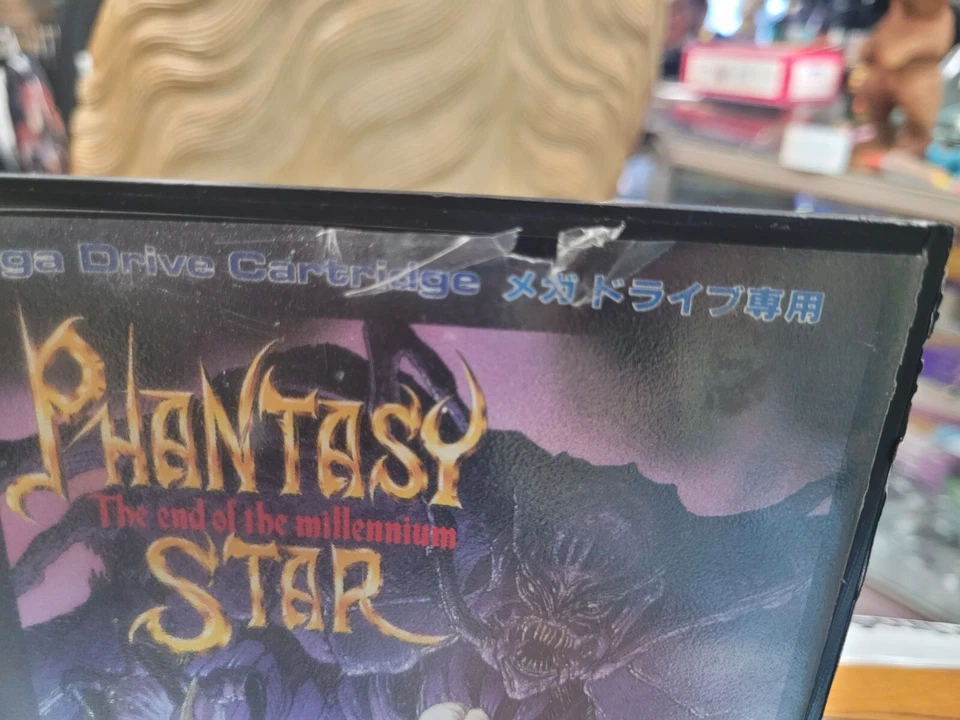 ga Drive Cartridge メガドライブ専用
PHANTASY
The end of the millennium
STAR